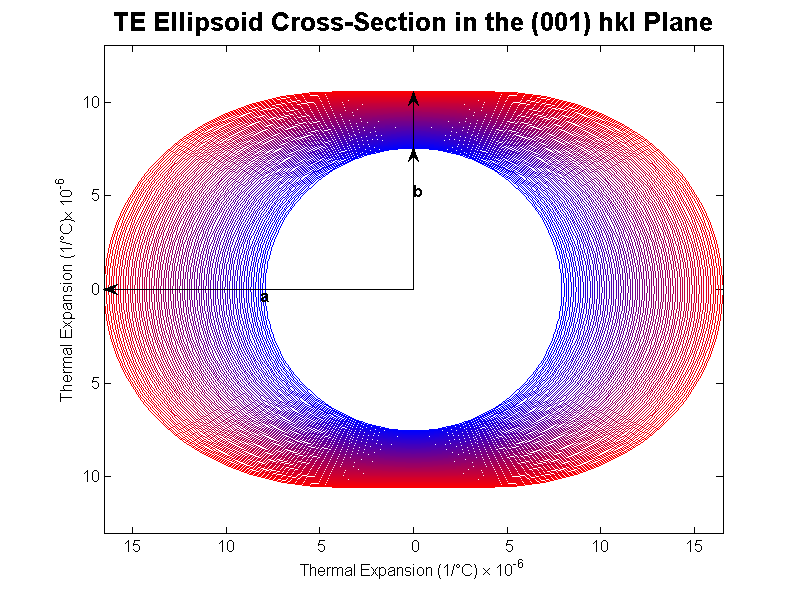 TE Ellipsoid Cross-Section in the (001) hkl Plane
Thermal Expansion (1/°C)× 10⁻⁶
10
5
0
5
10
b
a
15
10
5
0
5
10
15
Thermal Expansion (1/°C) × 10⁻⁶